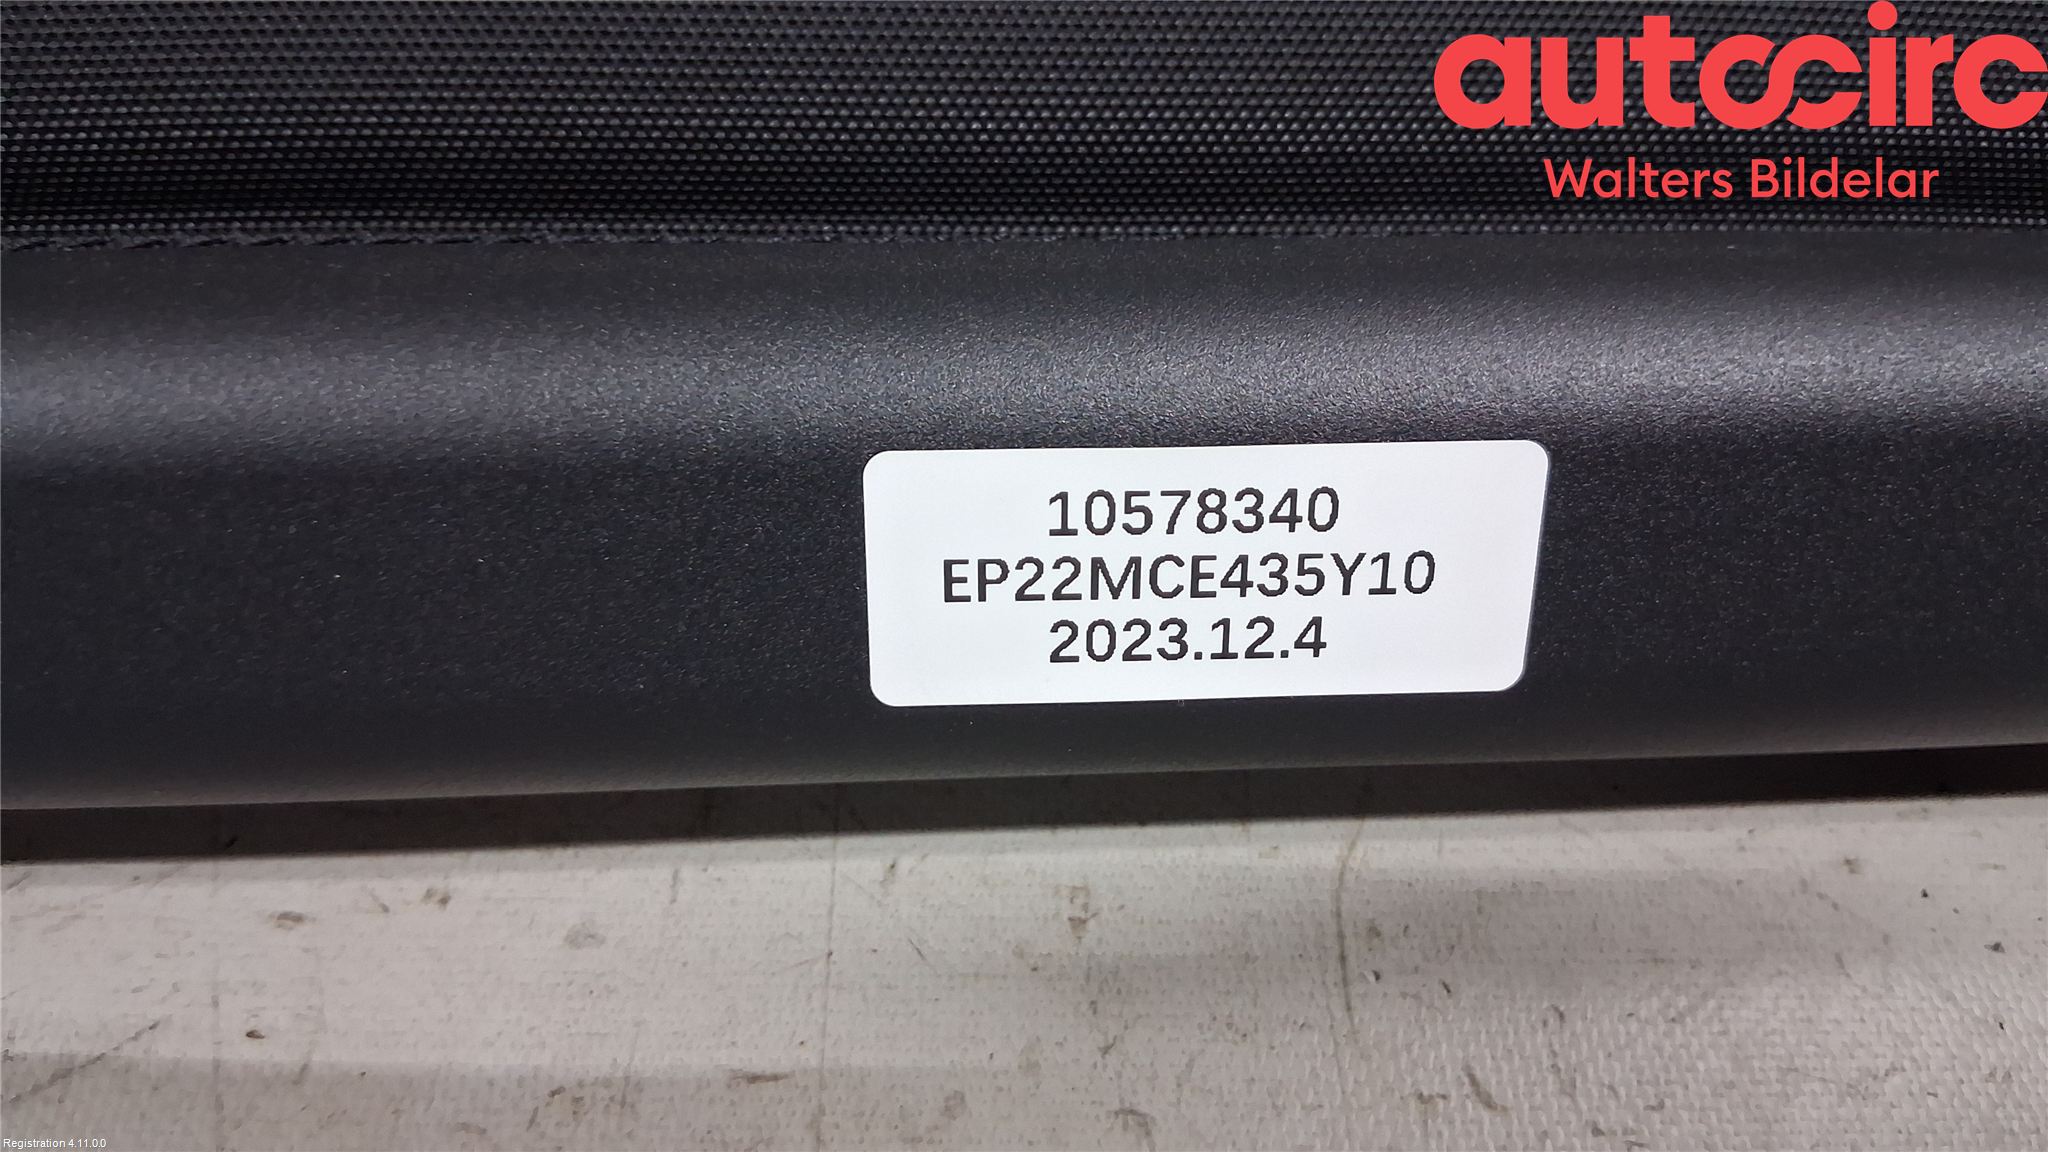 autocirc
Walters Bildelar
10578340
EP22MCE435Y10
2023.12.4
Registration 4.11.0.0